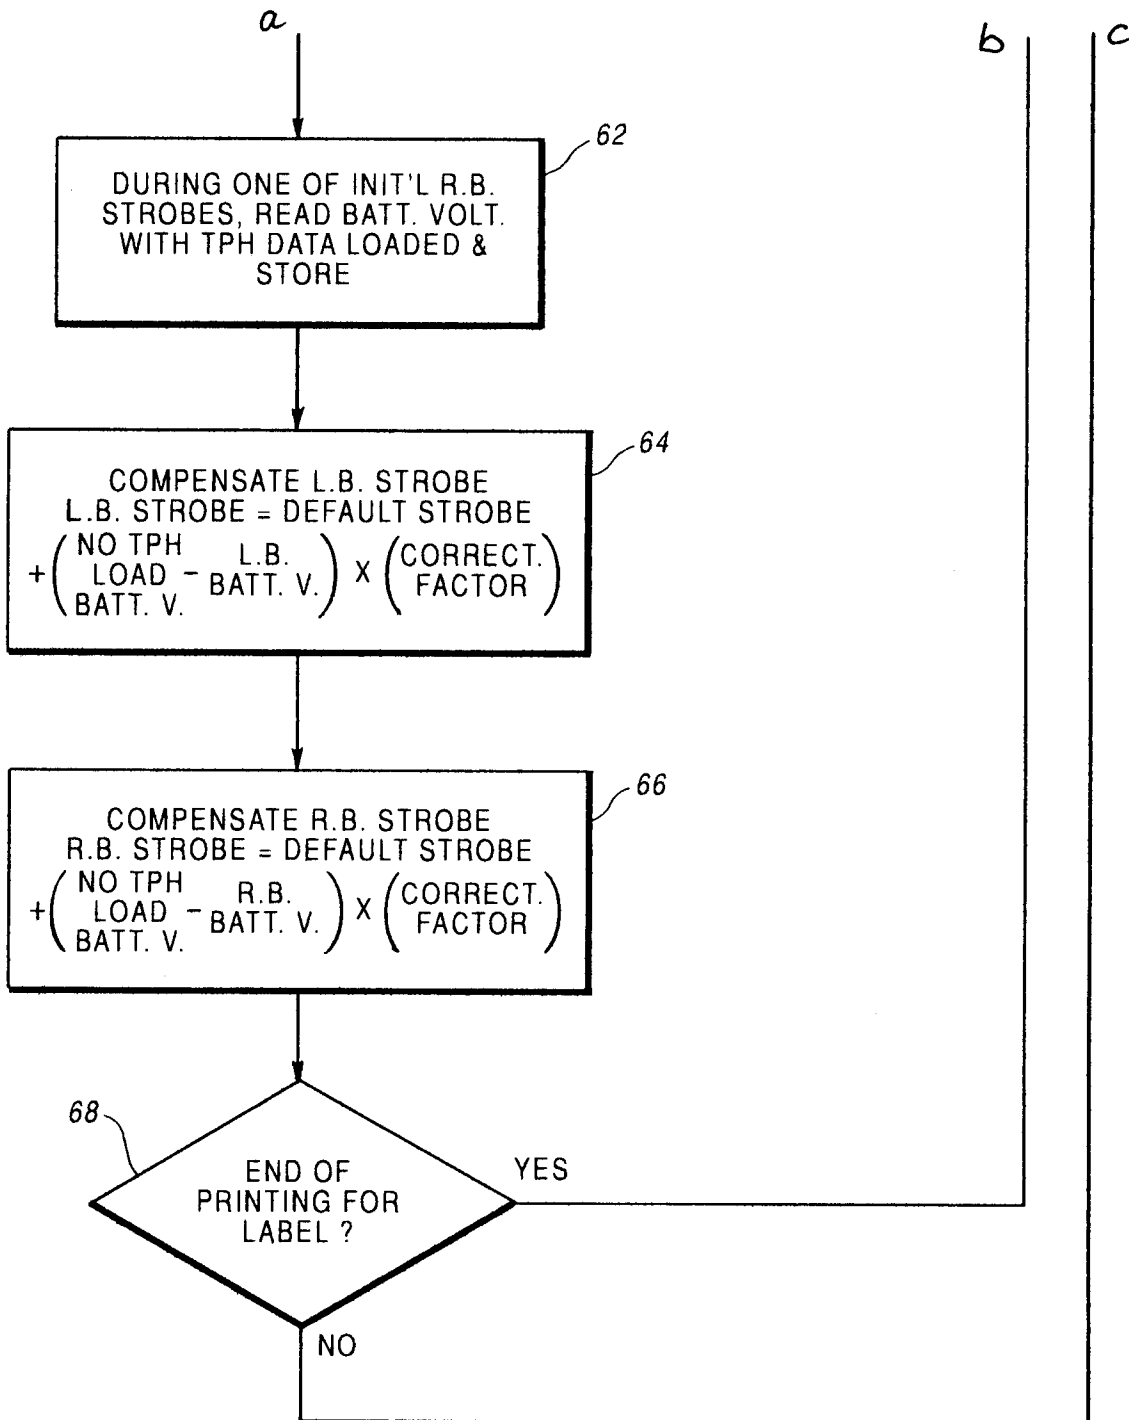 a
b
c
62
DURING ONE OF INIT'L R.B.
STROBES, READ BATT. VOLT.
WITH TPH DATA LOADED &
STORE
64
COMPENSATE L.B. STROBE
L.B. STROBE = DEFAULT STROBE
+(NO TPH LOAD BATT. V. - L.B. BATT. V.) X (CORRECT. FACTOR)
66
COMPENSATE R.B. STROBE
R.B. STROBE = DEFAULT STROBE
+(NO TPH LOAD BATT. V. - R.B. BATT. V.) X (CORRECT. FACTOR)
68
END OF
PRINTING FOR
LABEL ?
YES
NO